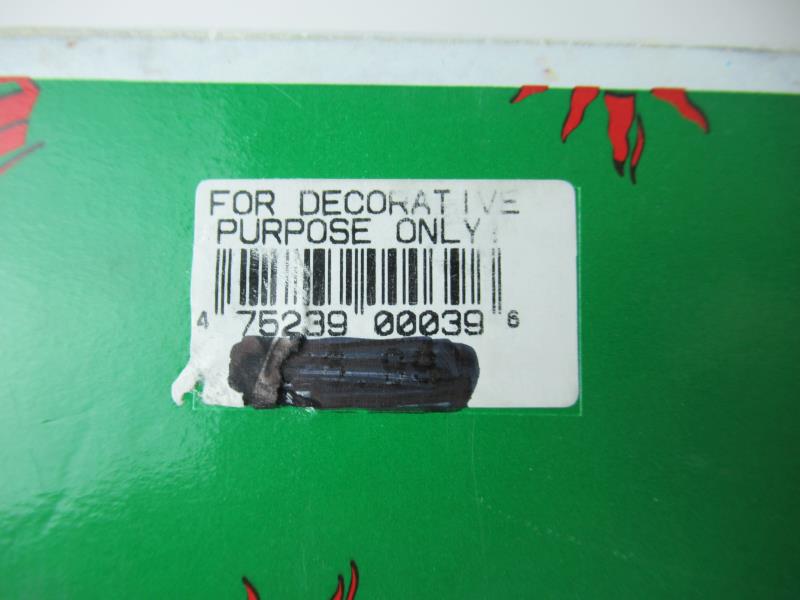 FOR DECORATIVE
PURPOSE ONLY!
4 75239 00039 6